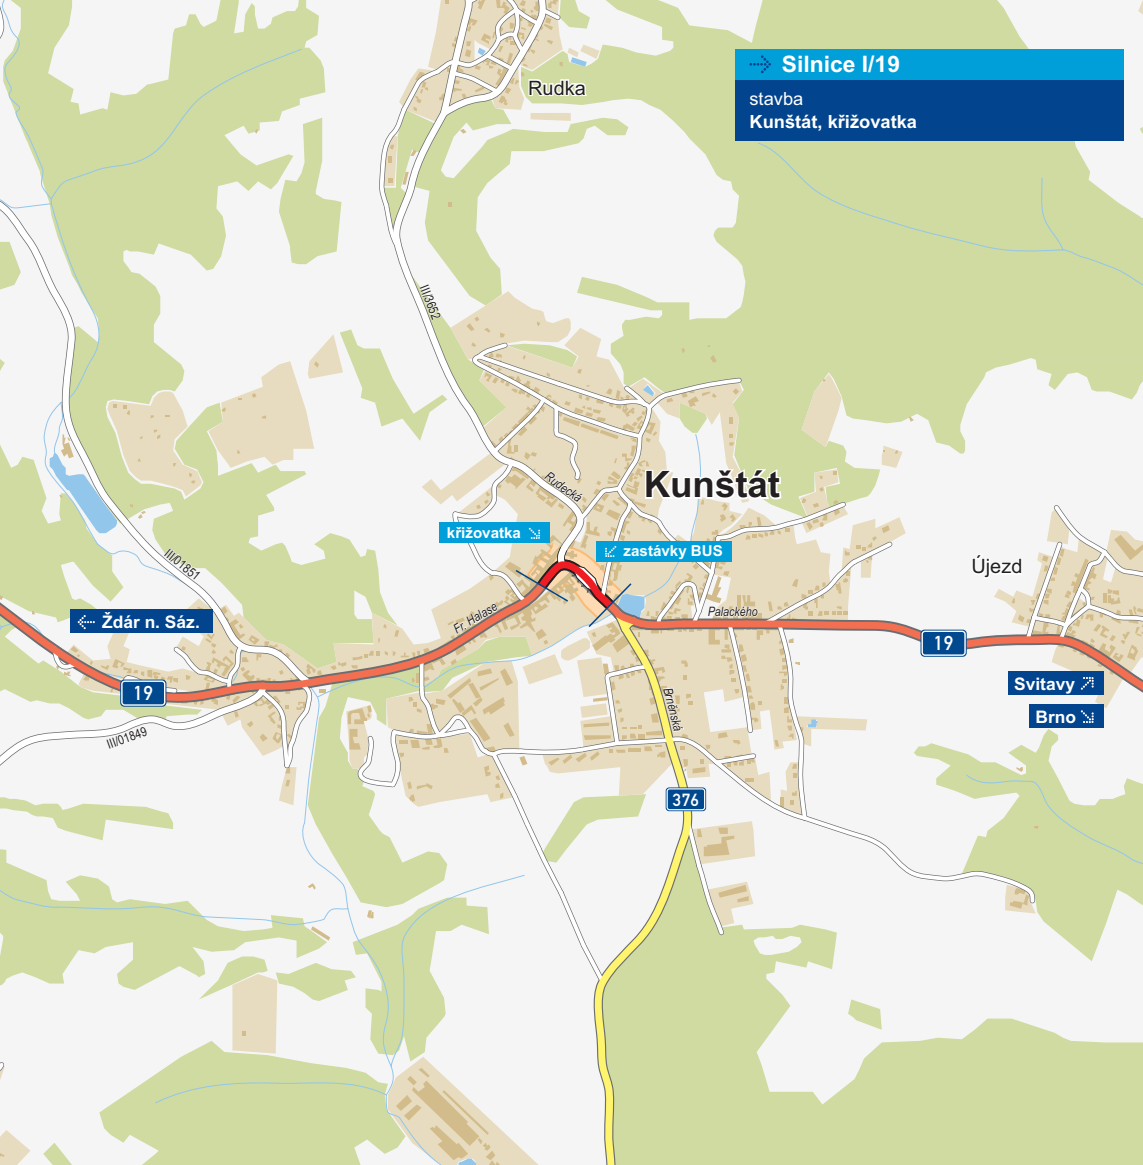 Silnice I/19
stavba
Kunštát, křižovatka
Rudka
III/3652
Kunštát
Rudecká
křižovatka
zastávky BUS
III/01851
Újezd
Ždár n. Sáz.
Fr. Halase
Palackého
19
19
Svitavy
Brno
Brněnská
III/01849
376